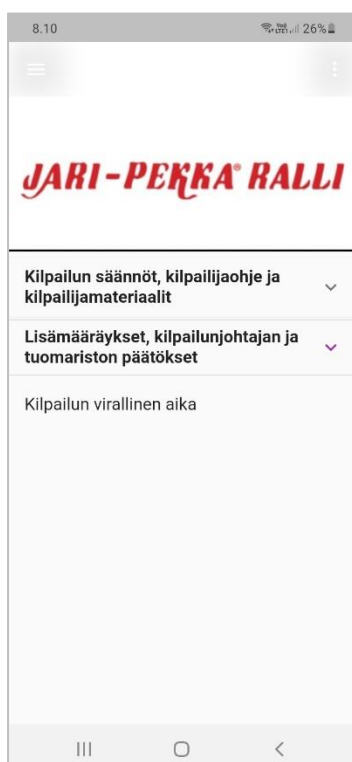 8.10 26%
JARI-PEKKA® RALLI
Kilpailun säännöt, kilpailijaohje ja
kilpailijamateriaalit
Lisämääräykset, kilpailunjohtajan ja
tuomariston päätökset
Kilpailun virallinen aika